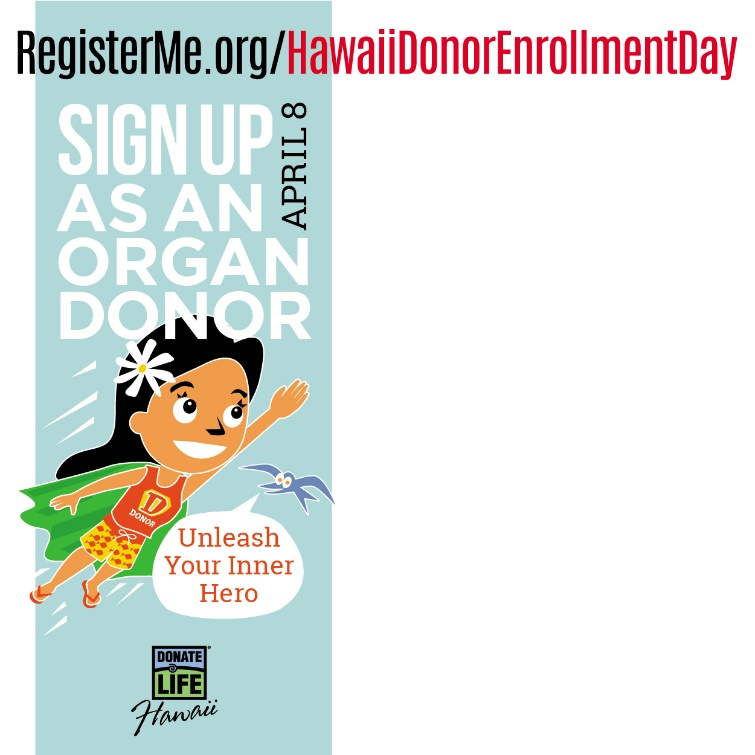 RegisterMe.org/HawaiiDonorEnrollmentDay
SIGN UP
APRIL 8
AS AN
ORGAN
DONOR
D
DONOR
Unleash
Your Inner
Hero
DONATE
LIFE
Hawaii